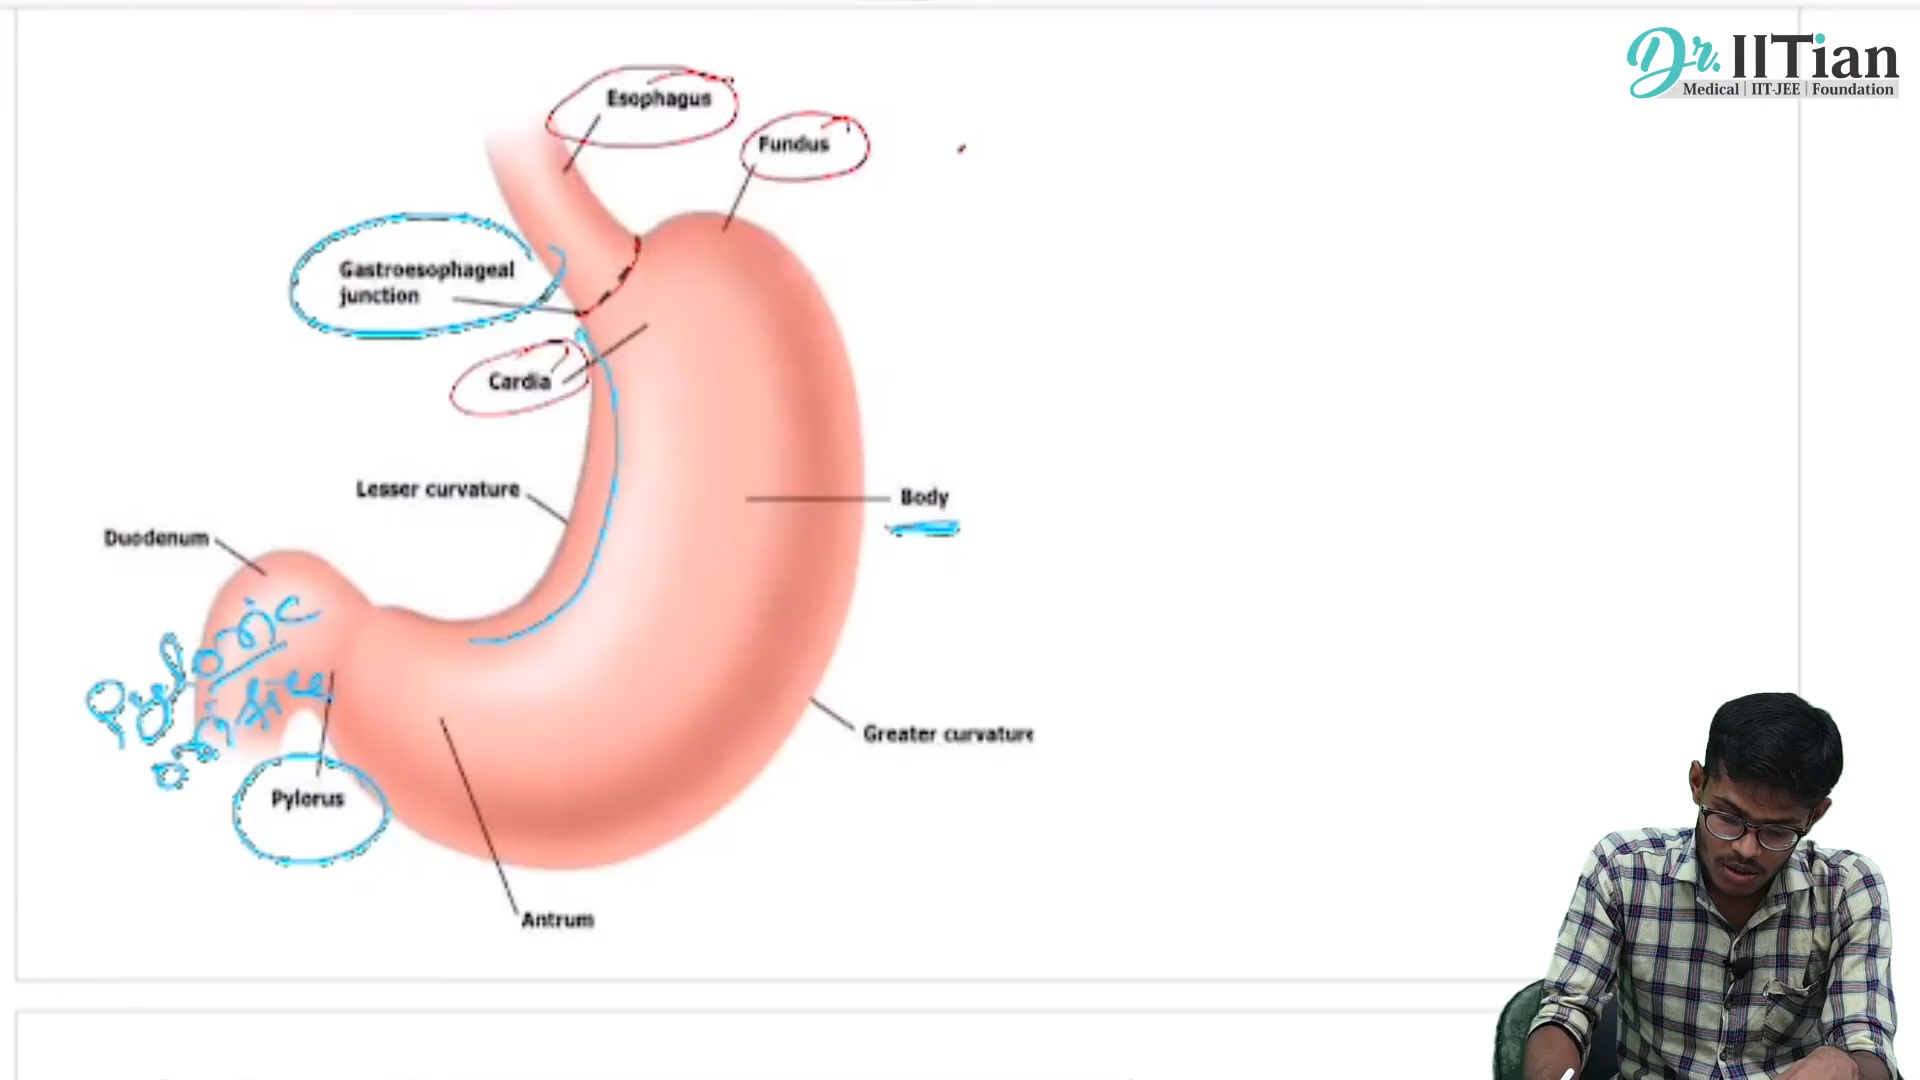 Dr. IITian
Medical | IIT-JEE | Foundation
Esophagus
Fundus
Gastroesophageal
junction
Cardia
Lesser curvature
Body
Duodenum
Pyloric
orifice
Greater curvature
Pylorus
Antrum